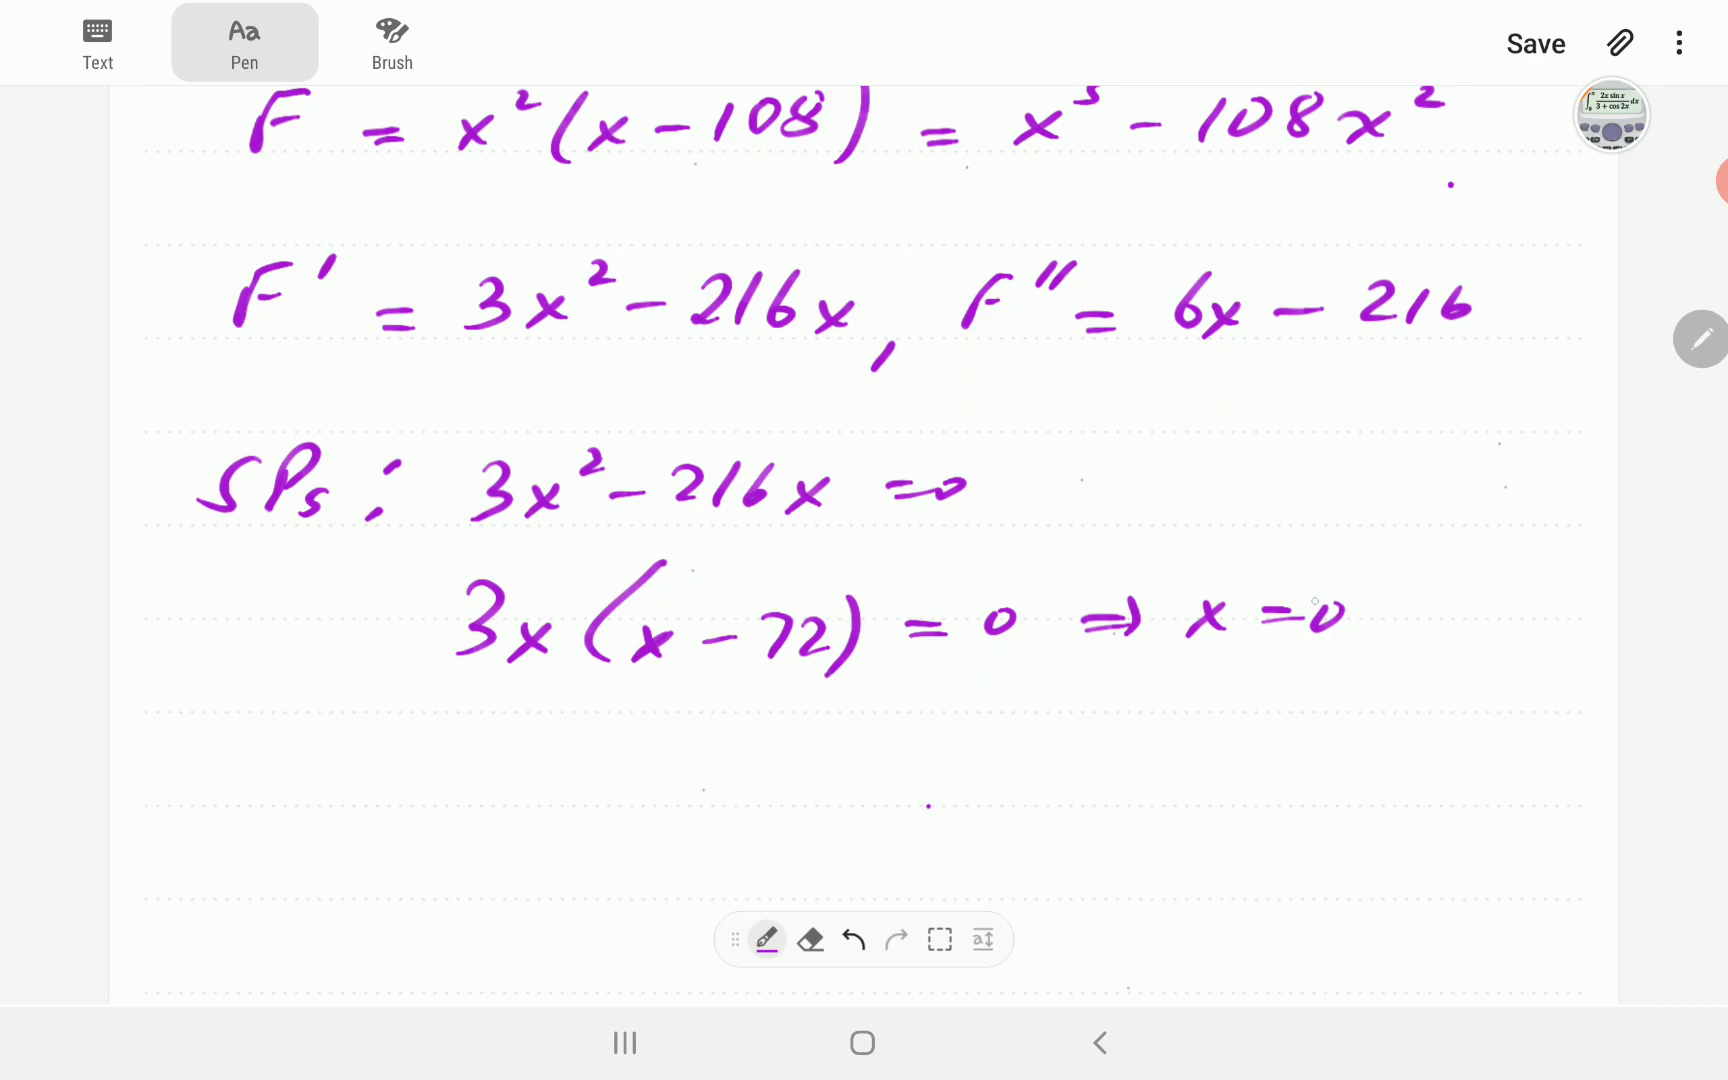 Text Pen Brush Save
F = x²(x − 108) = x³ − 108x²
F' = 3x² − 216x, F'' = 6x − 216
SPs : 3x² − 216x = 0
3x(x − 72) = 0 ⇒ x = 0